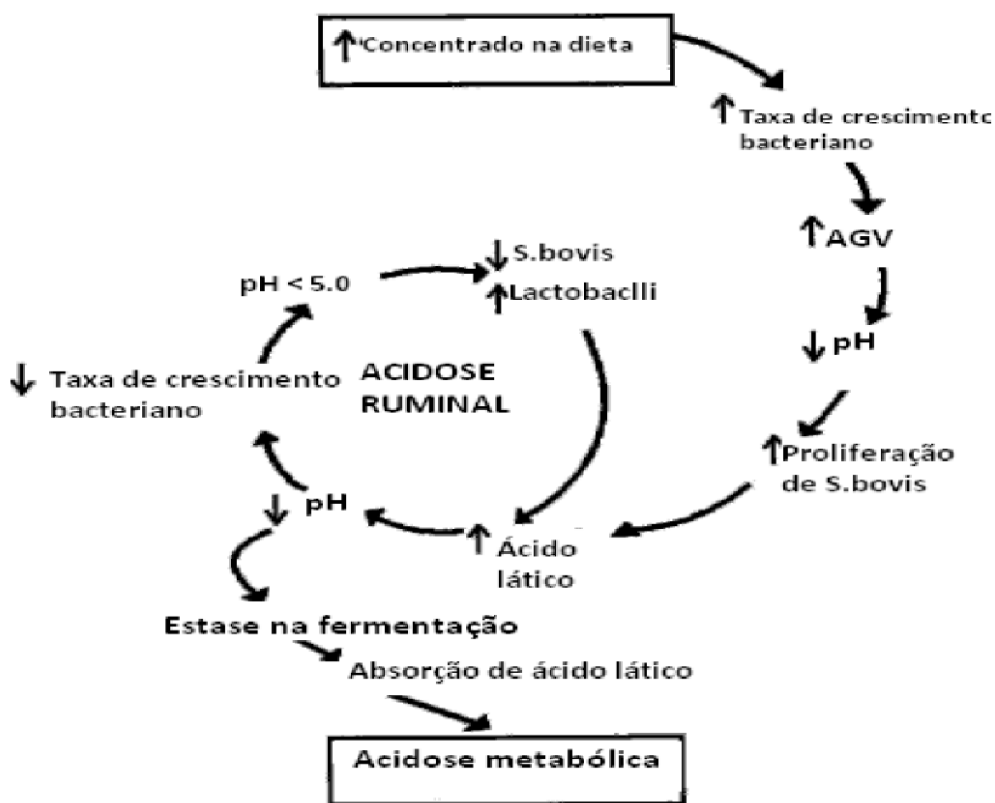 ↑Concentrado na dieta
↑ Taxa de crescimento
bacteriano
↑AGV
↓ pH
↑Proliferação
de S.bovis
↑ Ácido
lático
↓ pH
↓ Taxa de crescimento
bacteriano
pH < 5.0
↓ S.bovis
↑Lactobaclli
ACIDOSE
RUMINAL
Estase na fermentação
Absorção de ácido lático
Acidose metabólica